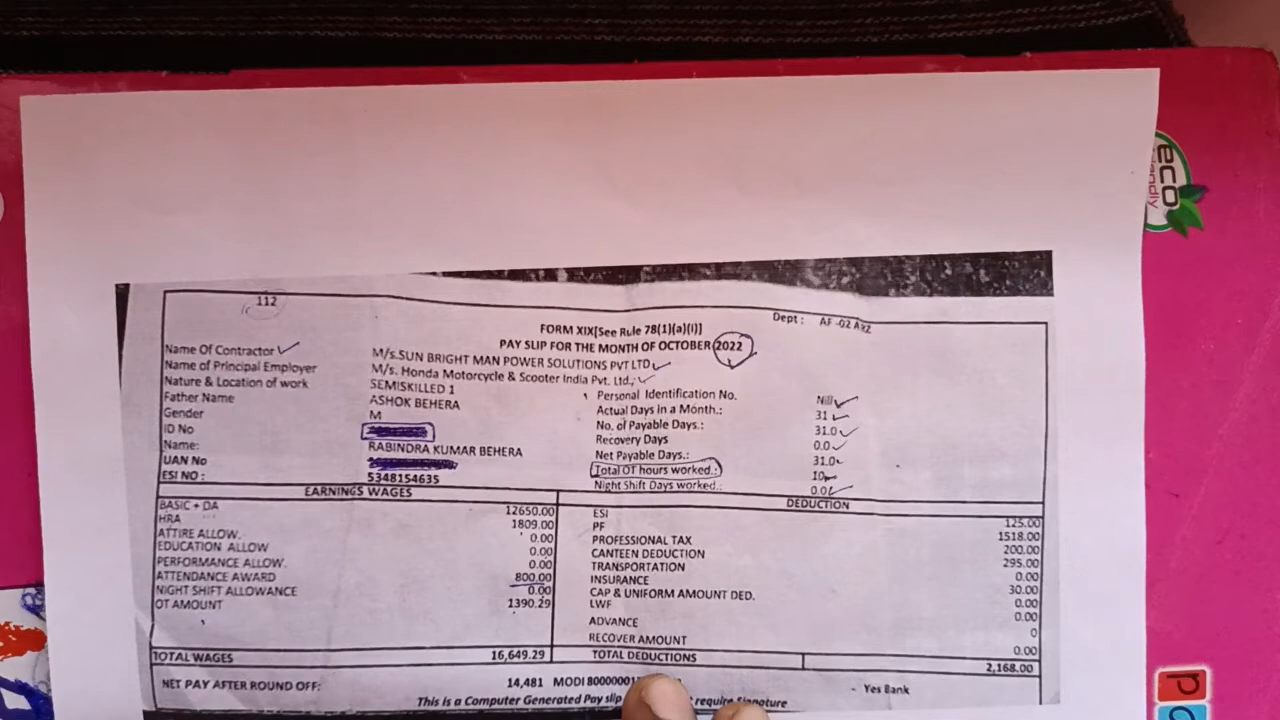 112
Dept : AF -02 A&2
FORM XIX[See Rule 78(1)(a)(i)]
PAY SLIP FOR THE MONTH OF OCTOBER 2022
Name Of Contractor M/s.SUN BRIGHT MAN POWER SOLUTIONS PVT LTD
Name of Principal Employer M/s. Honda Motorcycle & Scooter India Pvt. Ltd.,
Nature & Location of work SEMISKILLED 1 Personal Identification No. Nill
Father Name ASHOK BEHERA Actual Days in a Month.: 31
Gender M No. of Payable Days.: 31.0
ID No Recovery Days 0.0
Name: RABINDRA KUMAR BEHERA Net Payable Days.: 31.0
UAN No Total OT hours worked.: 10
ESI NO : 5348154635 Night Shift Days worked.: 0.0
EARNINGS WAGES DEDUCTION
BASIC + DA 12650.00 ESI 125.00
HRA 1809.00 PF 1518.00
ATTIRE ALLOW. 0.00 PROFESSIONAL TAX 200.00
EDUCATION ALLOW 0.00 CANTEEN DEDUCTION 295.00
PERFORMANCE ALLOW. 0.00 TRANSPORTATION 0.00
ATTENDANCE AWARD 800.00 INSURANCE 30.00
NIGHT SHIFT ALLOWANCE 0.00 CAP & UNIFORM AMOUNT DED. 0.00
OT AMOUNT 1390.29 LWF 0.00
ADVANCE 0
RECOVER AMOUNT 0.00
TOTAL WAGES 16,649.29 TOTAL DEDUCTIONS 2,168.00
NET PAY AFTER ROUND OFF: 14,481 - Yes Bank
This is a Computer Generated Pay slip require Signature
eco